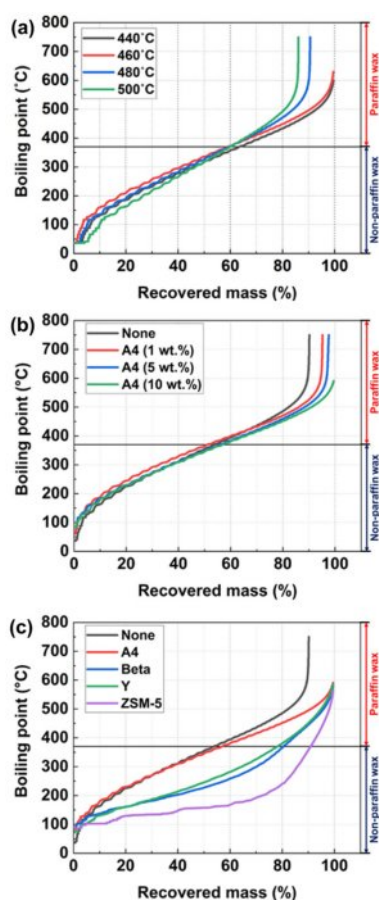 (a)
440°C
460°C
480°C
500°C
Boiling point (°C)
800
700
600
500
400
300
200
100
0
0 20 40 60 80 100
Recovered mass (%)
Paraffin wax
Non-paraffin wax
(b)
None
A4 (1 wt.%)
A4 (5 wt.%)
A4 (10 wt.%)
Boiling point (°C)
800
700
600
500
400
300
200
100
0
0 20 40 60 80 100
Recovered mass (%)
Paraffin wax
Non-paraffin wax
(c)
None
A4
Beta
Y
ZSM-5
Boiling point (°C)
800
700
600
500
400
300
200
100
0
0 20 40 60 80 100
Recovered mass (%)
Paraffin wax
Non-paraffin wax